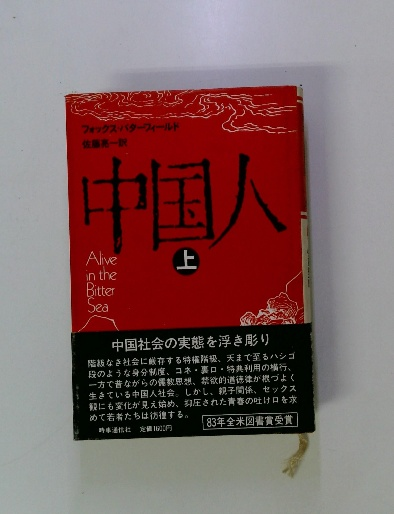 フォックス・バターフィールド
佐藤亮一訳
中国人
上
Alive
in the
Bitter
Sea
中国社会の実態を浮き彫り
階級なき社会に厳存する特権階級、天まで至るハシゴ
段のような身分制度、コネ・裏口・特典利用の横行、
一方で昔ながらの儒教思想、禁欲的道徳律が根づよく
生きている中国人社会。しかし、親子関係、セックス
観にも変化が見え始め、抑圧された青春の吐け口を求
めて若者たちは彷徨する。
83年全米図書賞受賞
時事通信社 定価1600円